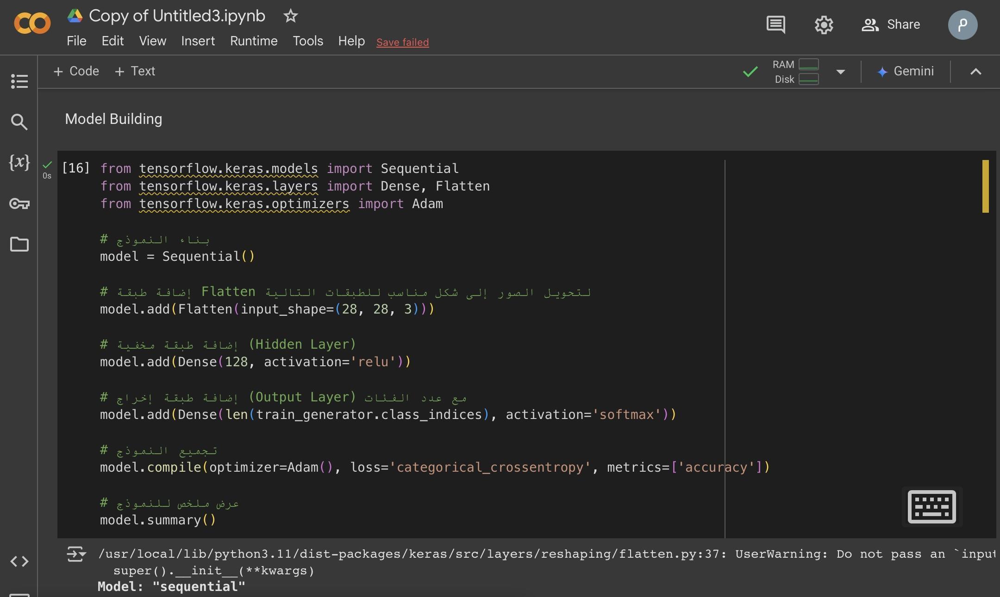 Copy of Untitled3.ipynb
File Edit View Insert Runtime Tools Help Save failed
Share
+ Code + Text
RAM
Disk
Gemini
Model Building
0s
[16] from tensorflow.keras.models import Sequential
from tensorflow.keras.layers import Dense, Flatten
from tensorflow.keras.optimizers import Adam
# بناء النموذج
model = Sequential()
# إضافة طبقة Flatten لتحويل الصور إلى شكل مناسب للطبقات التالية
model.add(Flatten(input_shape=(28, 28, 3)))
# إضافة طبقة مخفية (Hidden Layer)
model.add(Dense(128, activation='relu'))
# إضافة طبقة إخراج (Output Layer) مع عدد الفئات
model.add(Dense(len(train_generator.class_indices), activation='softmax'))
# تجميع النموذج
model.compile(optimizer=Adam(), loss='categorical_crossentropy', metrics=['accuracy'])
# عرض ملخص للنموذج
model.summary()
/usr/local/lib/python3.11/dist-packages/keras/src/layers/reshaping/flatten.py:37: UserWarning: Do not pass an `input
super().__init__(**kwargs)
Model: "sequential"